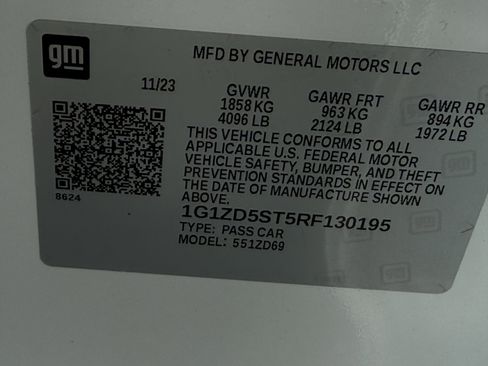 gm
MFD BY GENERAL MOTORS LLC
11/23 GVWR GAWR FRT GAWR RR
1858 KG 963 KG 894 KG
4096 LB 2124 LB 1972 LB
THIS VEHICLE CONFORMS TO ALL
APPLICABLE U.S. FEDERAL MOTOR
VEHICLE SAFETY, BUMPER, AND THEFT
PREVENTION STANDARDS IN EFFECT ON
THE DATE OF MANUFACTURE SHOWN
ABOVE.
8624
1G1ZD5ST5RF130195
TYPE: PASS CAR
MODEL: 551ZD69